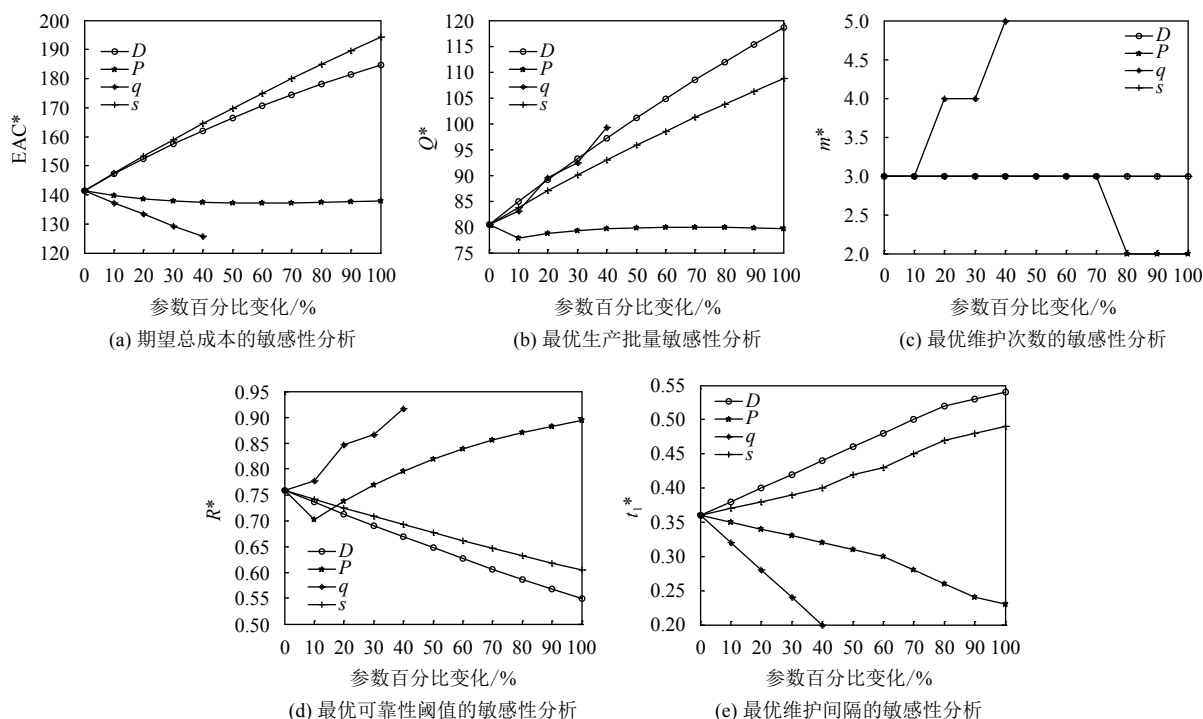 200
190
180
170
160
150
140
130
120
EAC*
D
P
q
s
0 10 20 30 40 50 60 70 80 90 100
参数百分比变化/%
(a) 期望总成本的敏感性分析
120
115
110
105
100
95
90
85
80
75
Q*
D
P
q
s
0 10 20 30 40 50 60 70 80 90 100
参数百分比变化/%
(b) 最优生产批量敏感性分析
5.0
4.5
4.0
3.5
3.0
2.5
2.0
m*
D
P
q
s
0 10 20 30 40 50 60 70 80 90 100
参数百分比变化/%
(c) 最优维护次数的敏感性分析
0.95
0.90
0.85
0.80
0.75
0.70
0.65
0.60
0.55
0.50
R*
D
P
q
s
0 10 20 30 40 50 60 70 80 90 100
参数百分比变化/%
(d) 最优可靠性阈值的敏感性分析
0.55
0.50
0.45
0.40
0.35
0.30
0.25
0.20
t₁*
D
P
q
s
0 10 20 30 40 50 60 70 80 90 100
参数百分比变化/%
(e) 最优维护间隔的敏感性分析